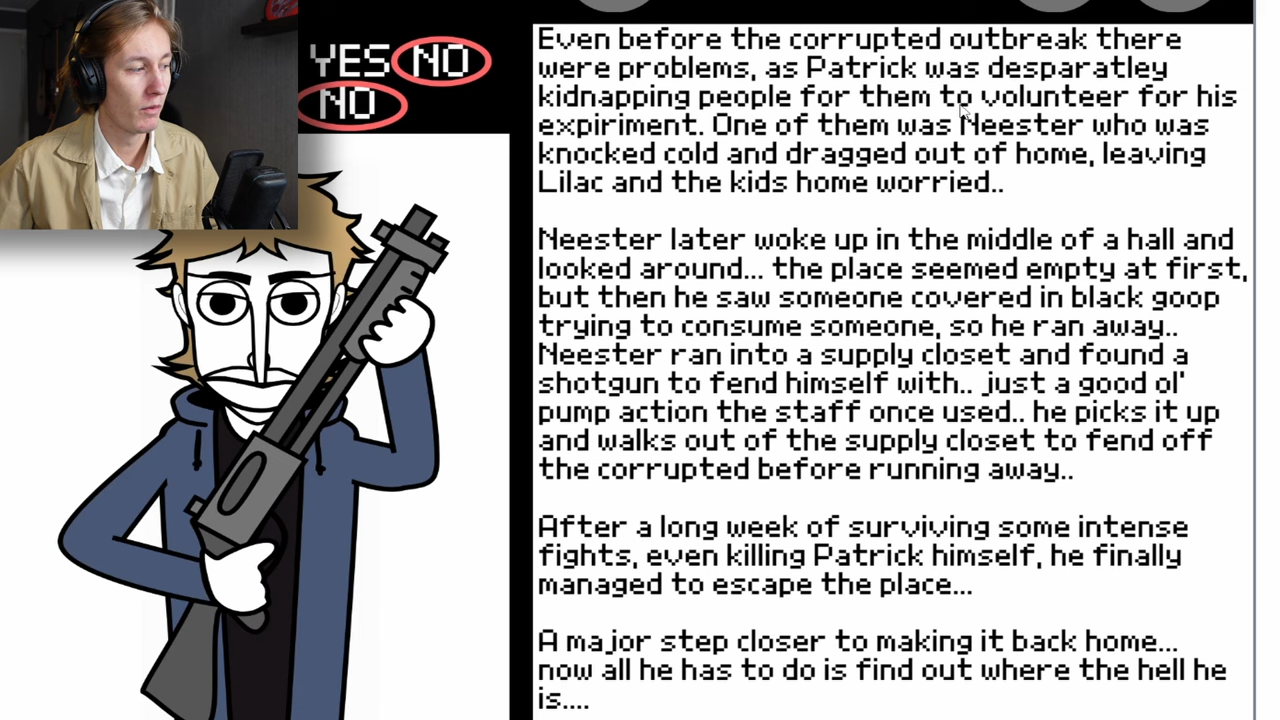 YES NO
NO
Even before the corrupted outbreak there
were problems, as Patrick was desparatley
kidnapping people for them to volunteer for his
expiriment. One of them was Neester who was
knocked cold and dragged out of home, leaving
Lilac and the kids home worried..
Neester later woke up in the middle of a hall and
looked around... the place seemed empty at first,
but then he saw someone covered in black goop
trying to consume someone, so he ran away..
Neester ran into a supply closet and found a
shotgun to fend himself with.. just a good ol'
pump action the staff once used.. he picks it up
and walks out of the supply closet to fend off
the corrupted before running away..
After a long week of surviving some intense
fights, even killing Patrick himself, he finally
managed to escape the place...
A major step closer to making it back home...
now all he has to do is find out where the hell he
is....